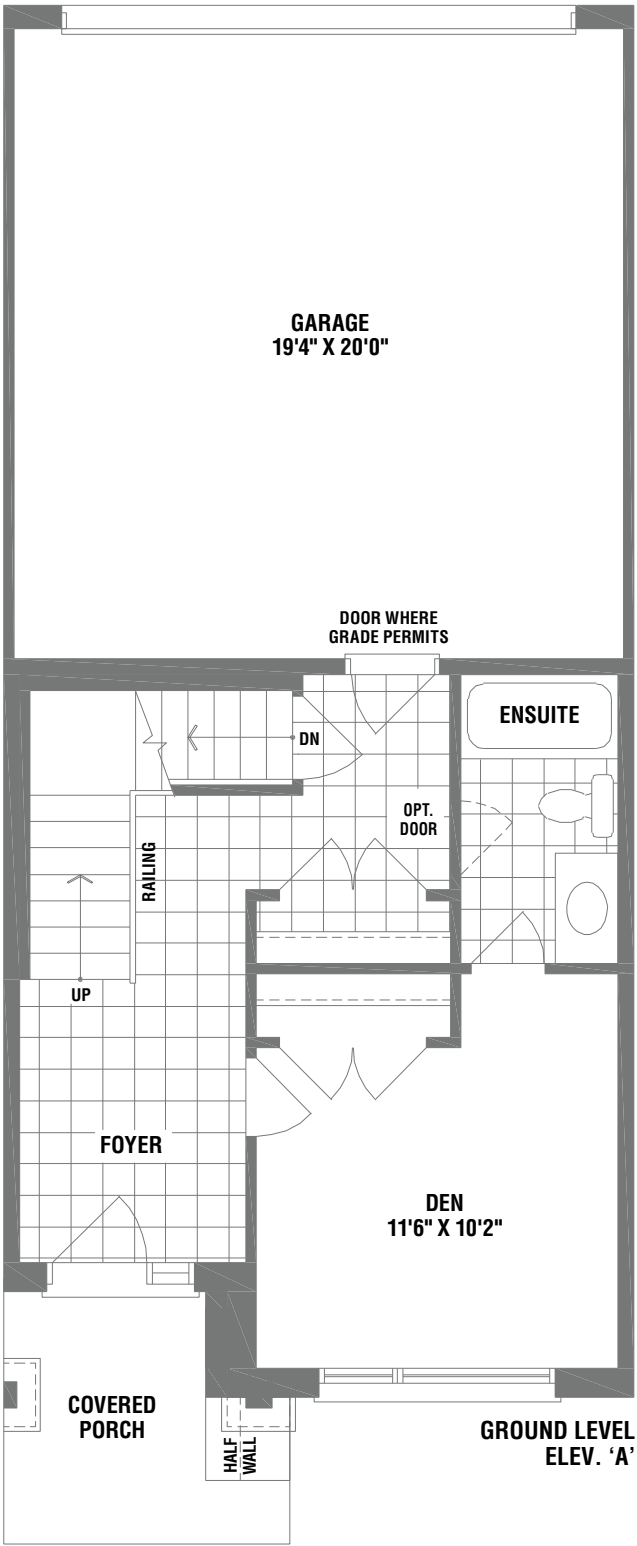 GARAGE
19'4" X 20'0"
DOOR WHERE
GRADE PERMITS
ENSUITE
DN
OPT.
DOOR
RAILING
UP
FOYER
DEN
11'6" X 10'2"
COVERED
PORCH
HALF
WALL
GROUND LEVEL
ELEV. ‘A’